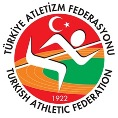 TÜRKİYE ATLETİZM FEDERASYONU
1922
TURKISH ATHLETIC FEDERATION